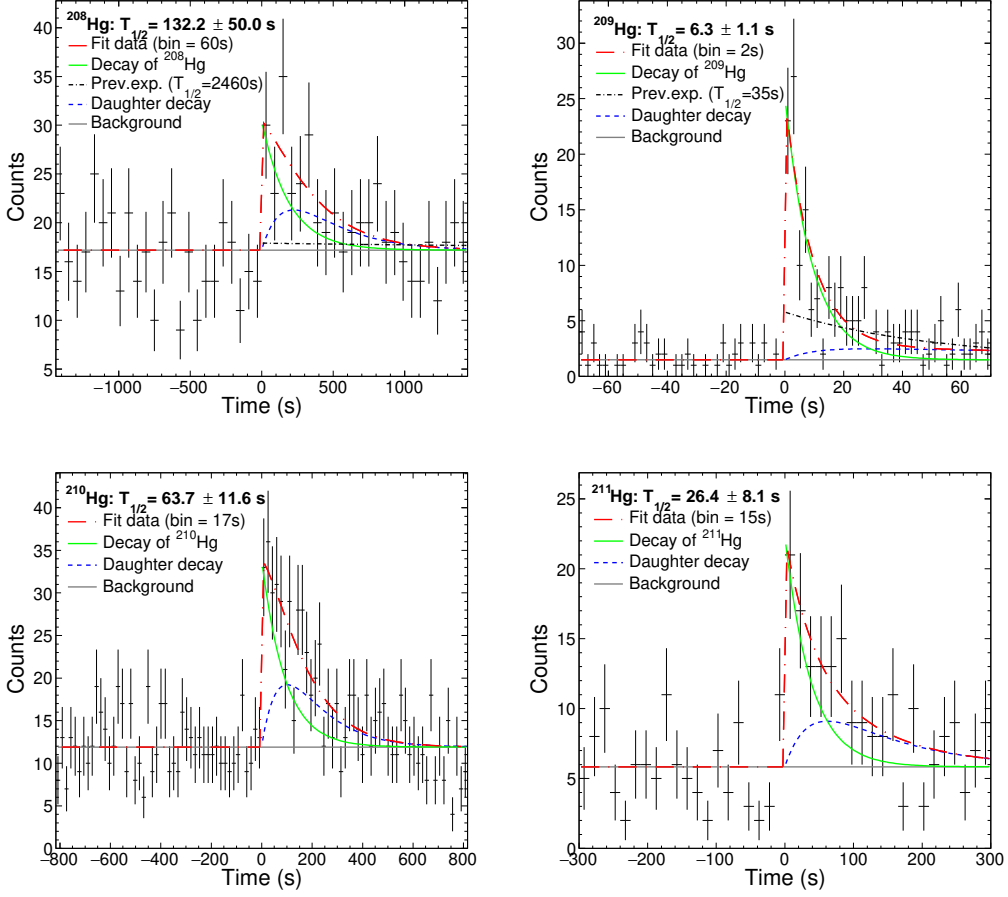 ²⁰⁸Hg: T₁/₂= 132.2 ± 50.0 s
Fit data (bin = 60s)
Decay of ²⁰⁸Hg
Prev.exp. (T₁/₂=2460s)
Daughter decay
Background
40
35
30
25
20
15
10
5
Counts
−1000 −500 0 500 1000
Time (s)
²⁰⁹Hg: T₁/₂= 6.3 ± 1.1 s
Fit data (bin = 2s)
Decay of ²⁰⁹Hg
Prev.exp. (T₁/₂=35s)
Daughter decay
Background
30
25
20
15
10
5
0
Counts
−60 −40 −20 0 20 40 60
Time (s)
²¹⁰Hg: T₁/₂= 63.7 ± 11.6 s
Fit data (bin = 17s)
Decay of ²¹⁰Hg
Daughter decay
Background
40
35
30
25
20
15
10
5
0
Counts
−800 −600 −400 −200 0 200 400 600 800
Time (s)
²¹¹Hg: T₁/₂= 26.4 ± 8.1 s
Fit data (bin = 15s)
Decay of ²¹¹Hg
Daughter decay
Background
25
20
15
10
5
0
Counts
−300 −200 −100 0 100 200 300
Time (s)